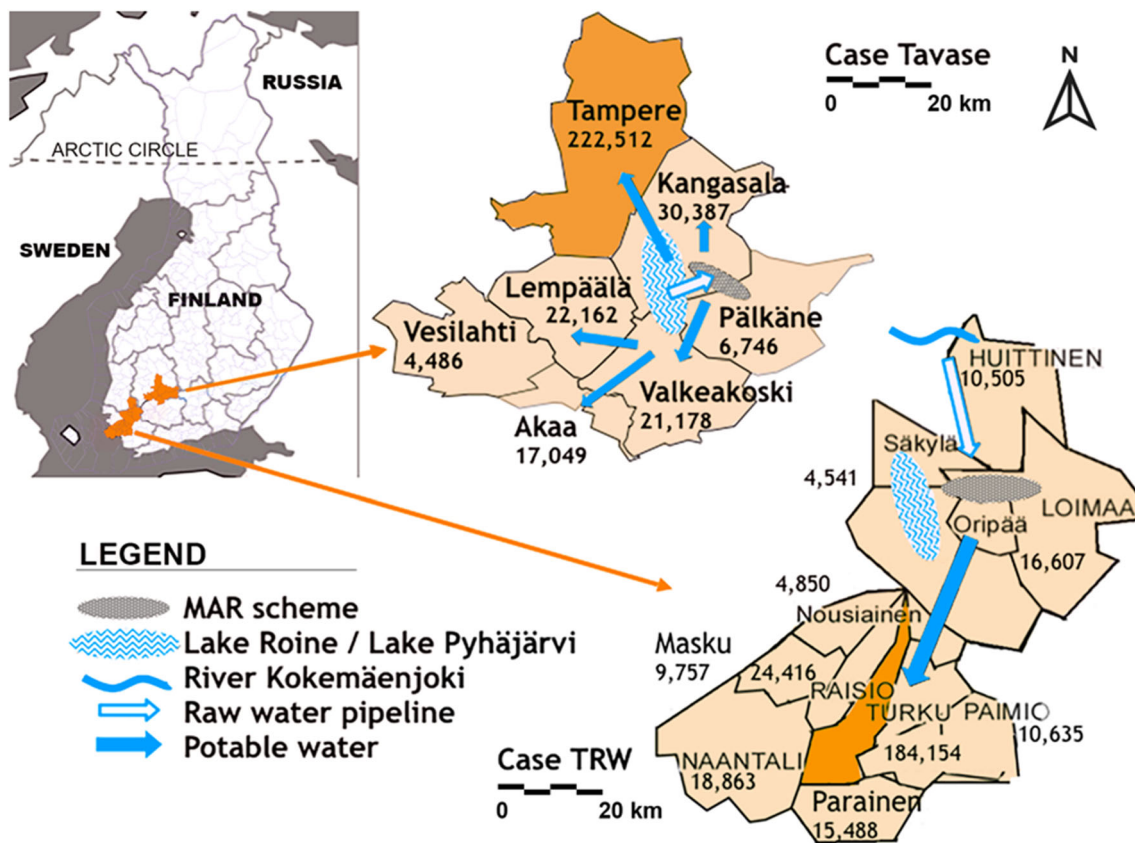 RUSSIA
ARCTIC CIRCLE
SWEDEN
FINLAND
Case Tavase
0 20 km
N
Tampere
222,512
Kangasala
30,387
Lempäälä
22,162
Vesilahti
4,486
Pälkäne
6,746
Valkeakoski
21,178
Akaa
17,049
HUITTINEN
10,505
Säkylä
4,541
LOIMAA
Oripää
16,607
4,850
Nousiainen
Masku
9,757
24,416
RAISIO
TURKU
PAIMIO
10,635
184,154
NAANTALI
18,863
Parainen
15,488
Case TRW
0 20 km
LEGEND
MAR scheme
Lake Roine / Lake Pyhäjärvi
River Kokemäenjoki
Raw water pipeline
Potable water